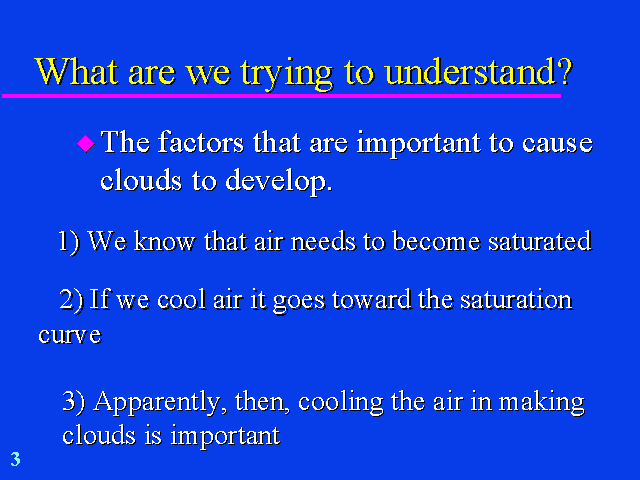 What are we trying to understand?
The factors that are important to cause
clouds to develop.
1) We know that air needs to become saturated
2) If we cool air it goes toward the saturation
curve
3) Apparently, then, cooling the air in making
clouds is important
3